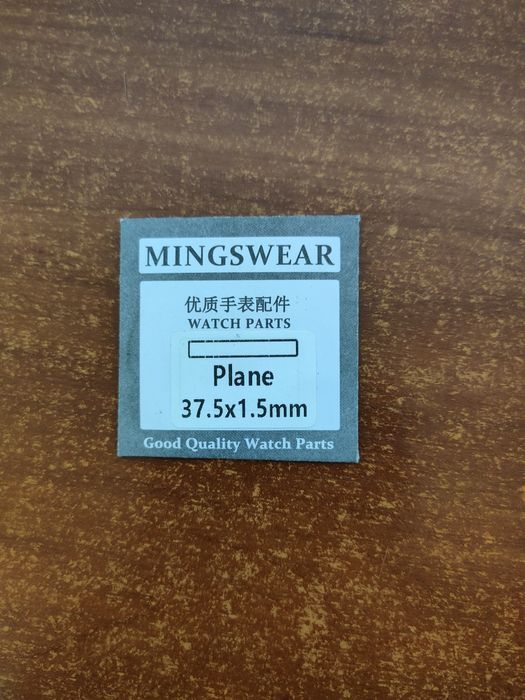 MINGSWEAR
优质手表配件
WATCH PARTS
Plane
37.5x1.5mm
Good Quality Watch Parts